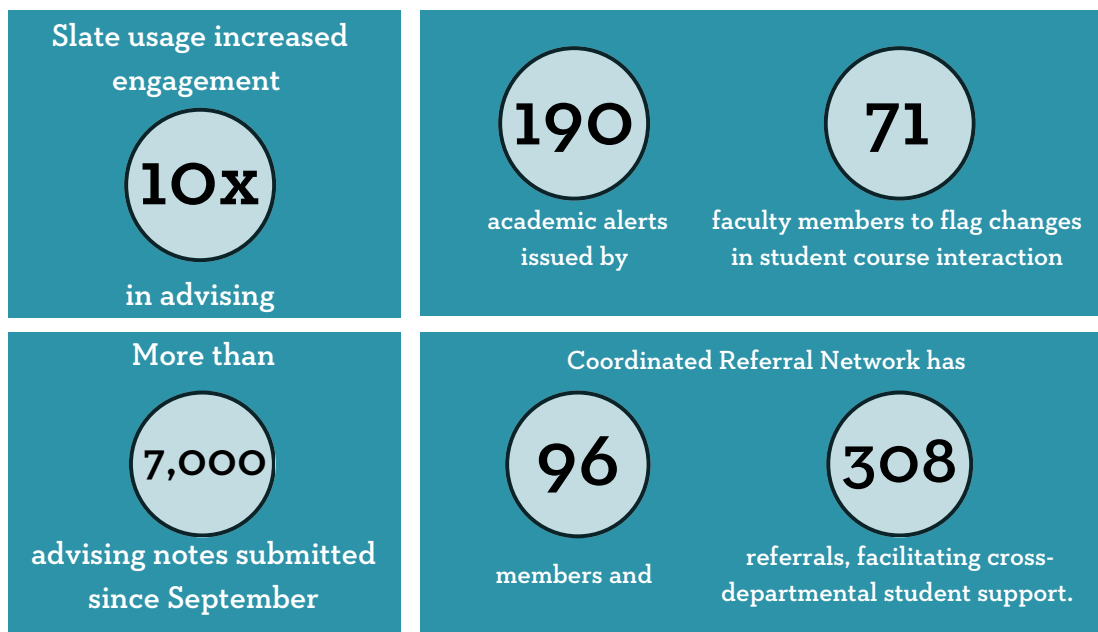 Slate usage increased
engagement
10x
in advising
190
academic alerts
issued by
71
faculty members to flag changes
in student course interaction
More than
7,000
advising notes submitted
since September
Coordinated Referral Network has
96
members and
308
referrals, facilitating cross-
departmental student support.